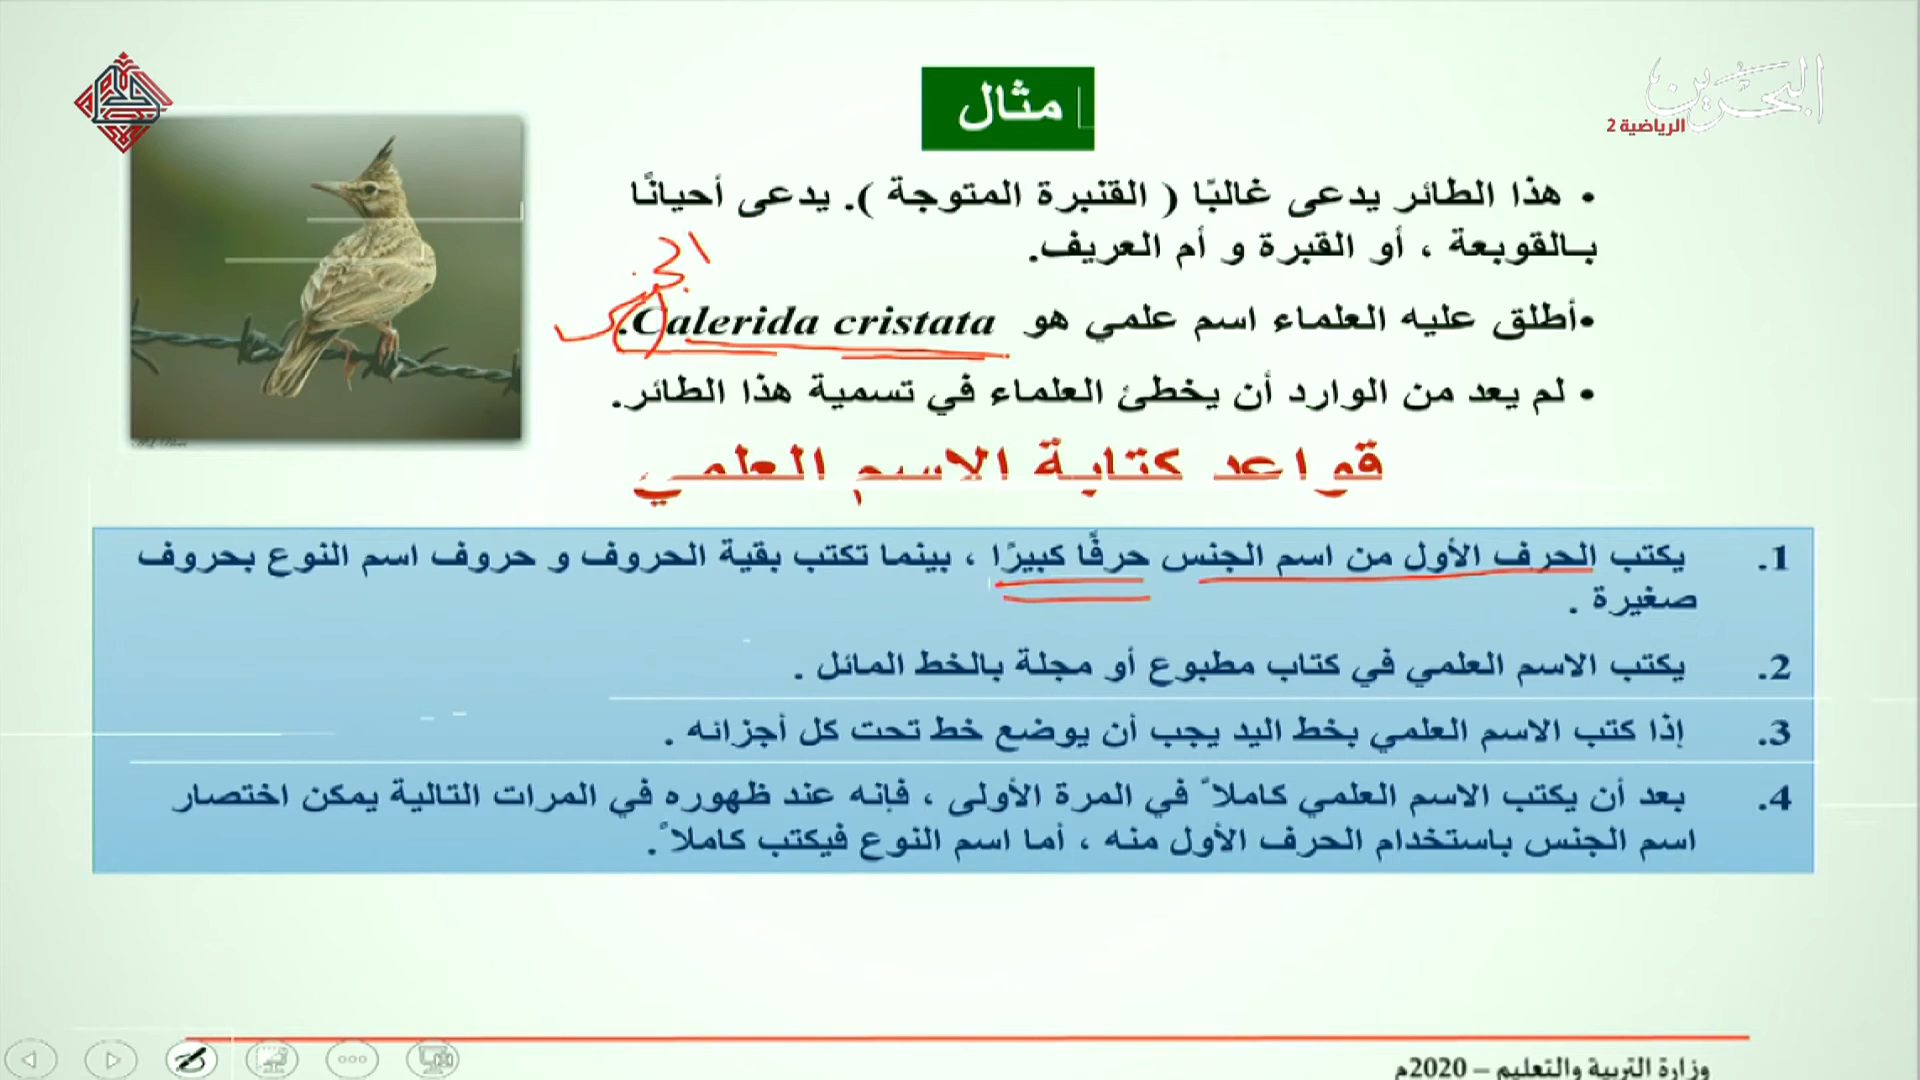 البحرين
الرياضية 2
مثال
• هذا الطائر يدعى غالبًا ( القنبرة المتوجة ). يدعى أحيانًا
بالقوبعة ، أو القبرة و أم العريف.
الجنس
•أطلق عليه العلماء اسم علمي هو Calerida cristata.
• لم يعد من الوارد أن يخطئ العلماء في تسمية هذا الطائر.
قواعد كتابة الاسم العلمي
1. يكتب الحرف الأول من اسم الجنس حرفًا كبيرًا ، بينما تكتب بقية الحروف و حروف اسم النوع بحروف
صغيرة .
2. يكتب الاسم العلمي في كتاب مطبوع أو مجلة بالخط المائل .
3. إذا كتب الاسم العلمي بخط اليد يجب أن يوضع خط تحت كل أجزائه .
4. بعد أن يكتب الاسم العلمي كاملاً في المرة الأولى ، فإنه عند ظهوره في المرات التالية يمكن اختصار
اسم الجنس باستخدام الحرف الأول منه ، أما اسم النوع فيكتب كاملاً .
وزارة التربية والتعليم – 2020م